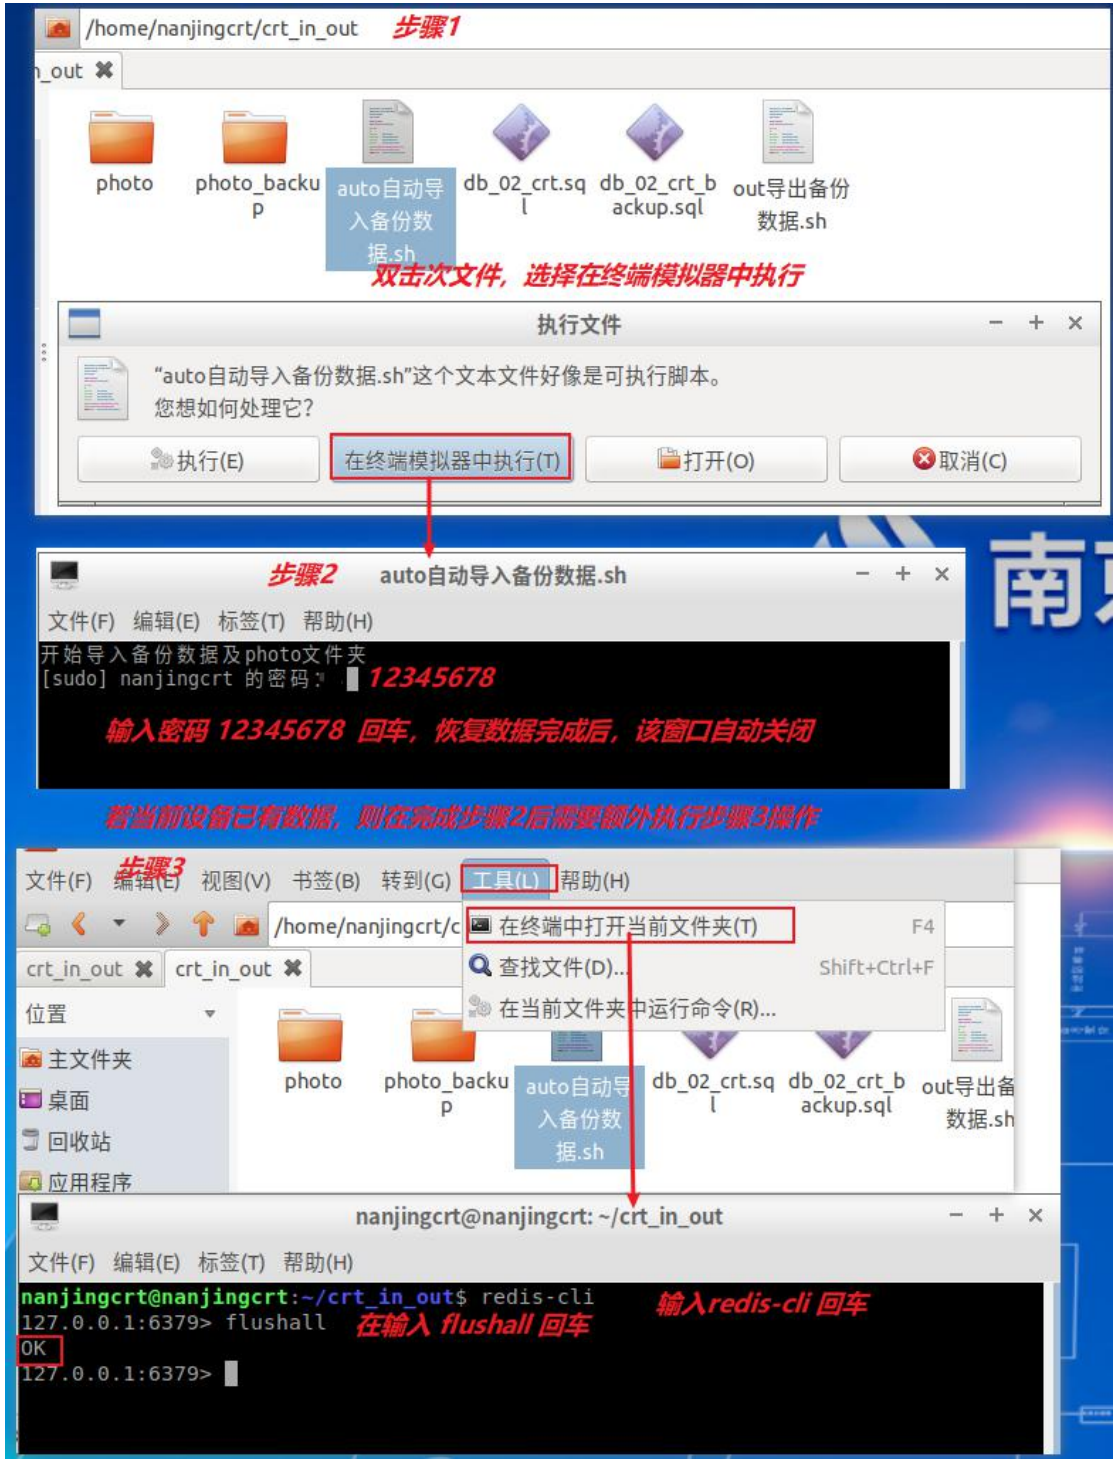 /home/nanjingcrt/crt_in_out 步骤1
n_out
photo
photo_backu
p
auto自动导
入备份数
据.sh
db_02_crt.sq
l
db_02_crt_b
ackup.sql
out导出备份
数据.sh
双击次文件，选择在终端模拟器中执行
执行文件
“auto自动导入备份数据.sh”这个文本文件好像是可执行脚本。
您想如何处理它？
执行(E) 在终端模拟器中执行(T) 打开(O) 取消(C)
南
步骤2 auto自动导入备份数据.sh
文件(F) 编辑(E) 标签(T) 帮助(H)
开始导入备份数据及photo文件夹
[sudo] nanjingcrt 的密码： 12345678
输入密码 12345678 回车，恢复数据完成后，该窗口自动关闭
若当前设备已有数据，则在完成步骤2后需要额外执行步骤3操作
步骤3
文件(F) 编辑(E) 视图(V) 书签(B) 转到(G) 工具(L) 帮助(H)
/home/nanjingcrt/c
在终端中打开当前文件夹(T) F4
crt_in_out crt_in_out
查找文件(D)... Shift+Ctrl+F
位置
在当前文件夹中运行命令(R)...
主文件夹
桌面
回收站
应用程序
photo
photo_backu
p
auto自动导
入备份数
据.sh
db_02_crt.sq
l
db_02_crt_b
ackup.sql
out导出备
数据.sh
nanjingcrt@nanjingcrt: ~/crt_in_out
文件(F) 编辑(E) 标签(T) 帮助(H)
nanjingcrt@nanjingcrt:~/crt_in_out$ redis-cli 输入redis-cli 回车
127.0.0.1:6379> flushall 在输入 flushall 回车
OK
127.0.0.1:6379>